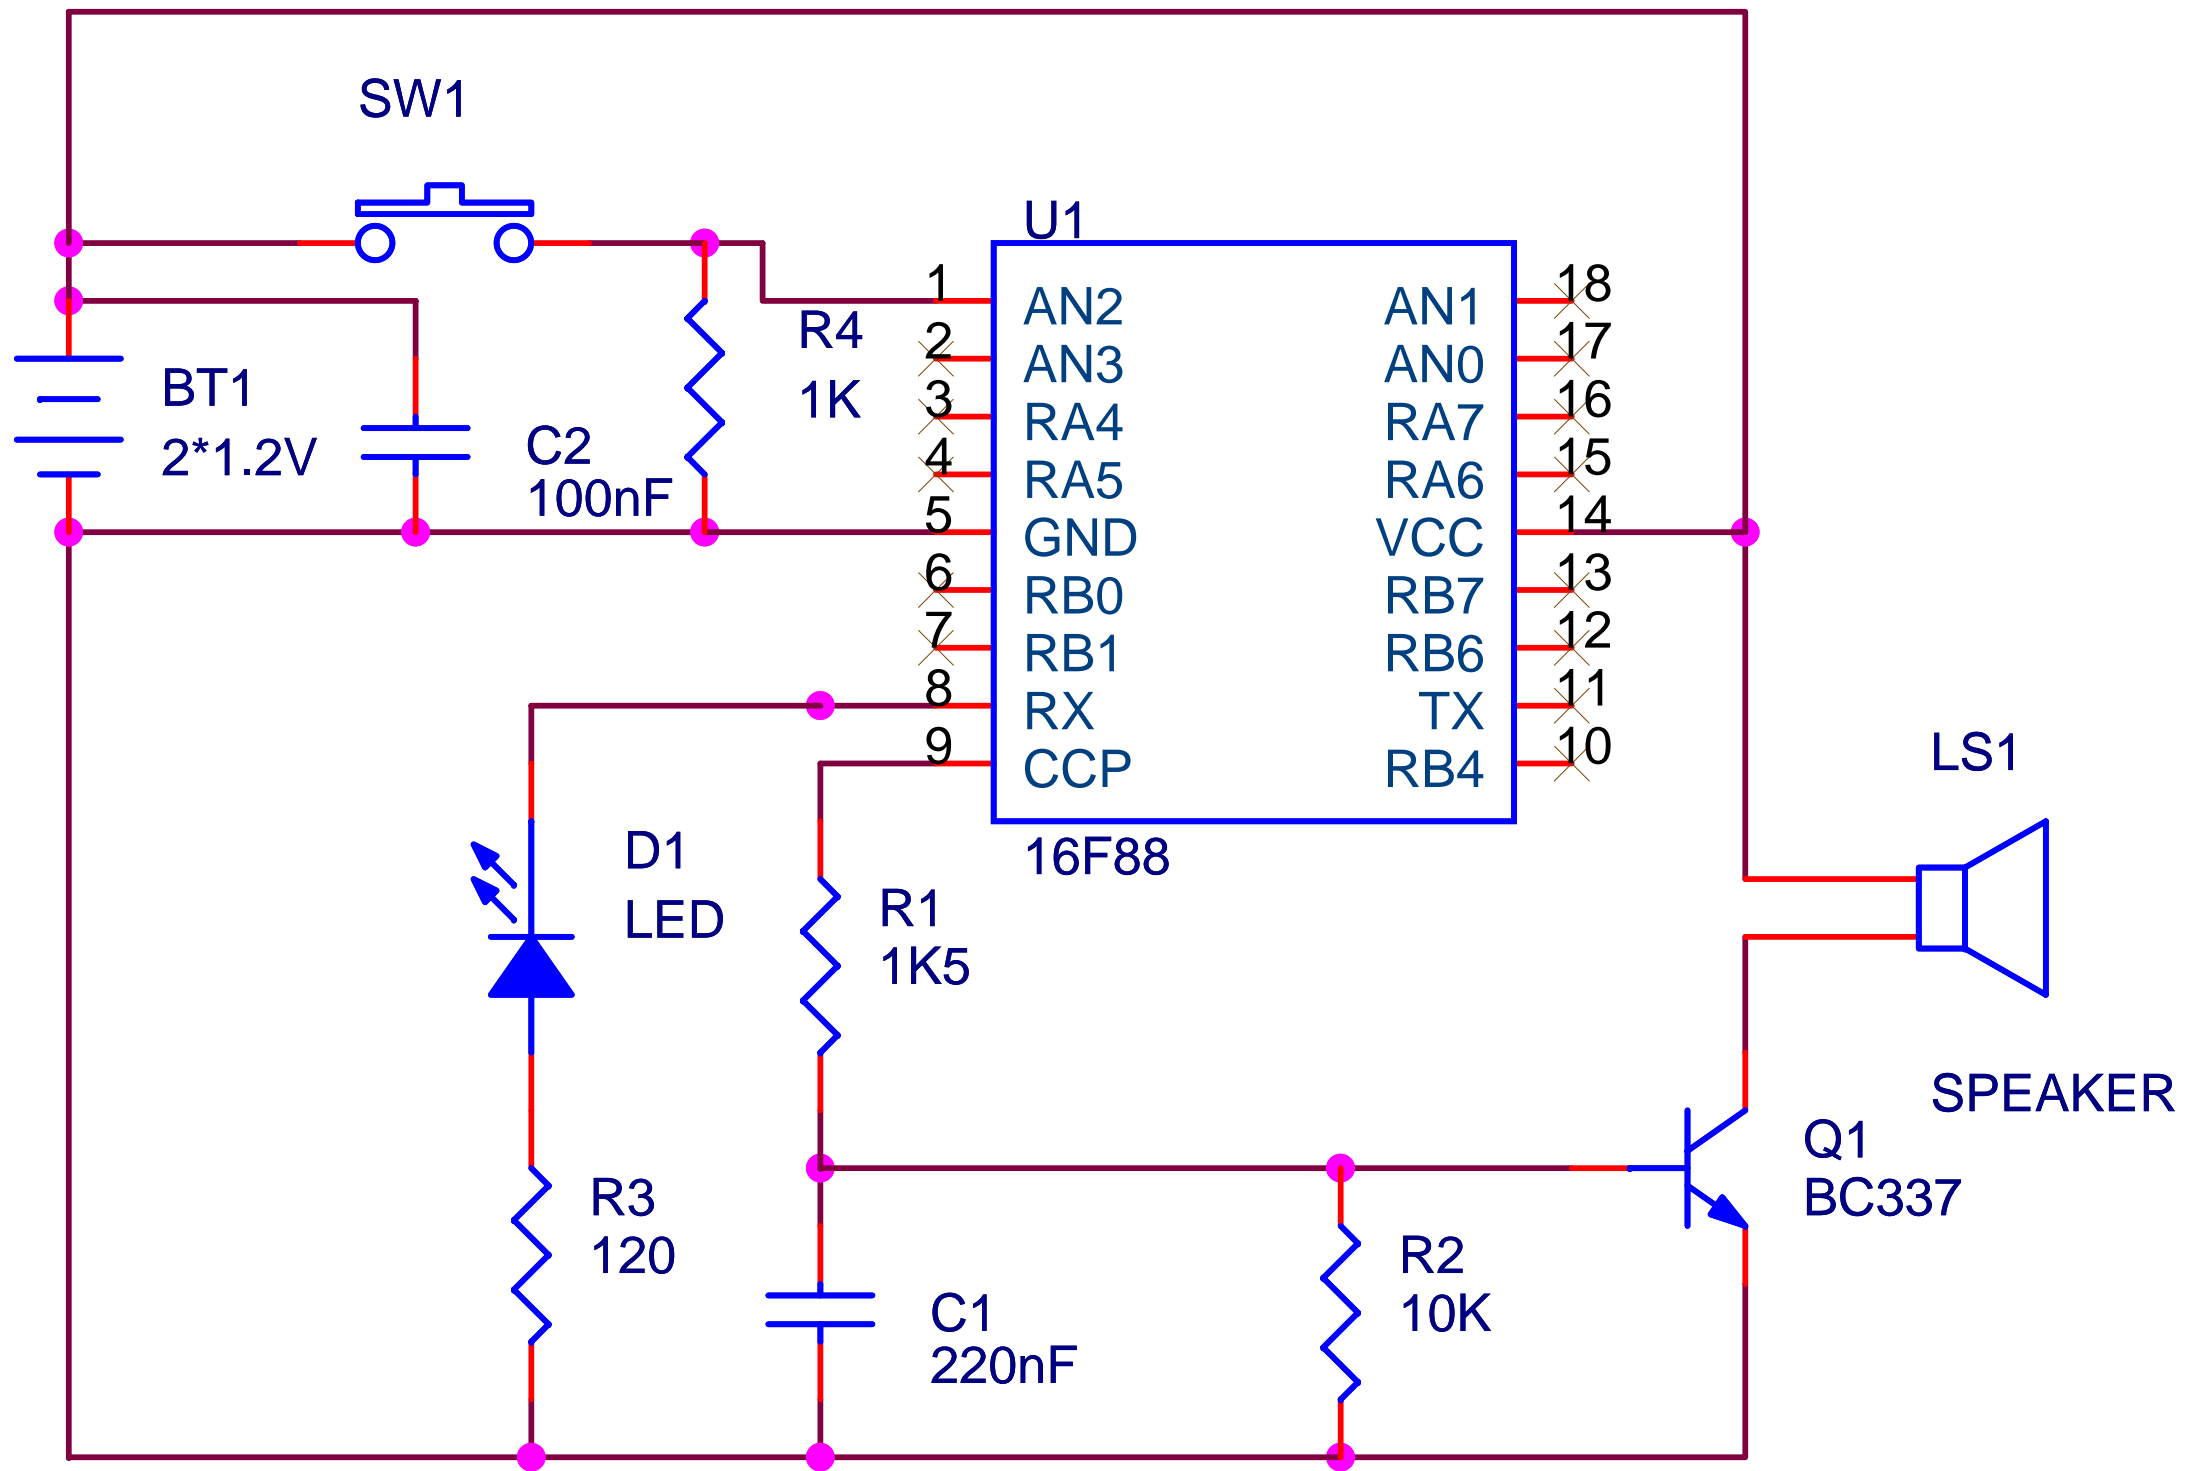 SW1
BT1
2*1.2V
C2
100nF
R4
1K
U1
1 AN2 AN1 18
2 AN3 AN0 17
3 RA4 RA7 16
4 RA5 RA6 15
5 GND VCC 14
6 RB0 RB7 13
7 RB1 RB6 12
8 RX TX 11
9 CCP RB4 10
16F88
D1
LED
R1
1K5
LS1
SPEAKER
Q1
BC337
R3
120
C1
220nF
R2
10K